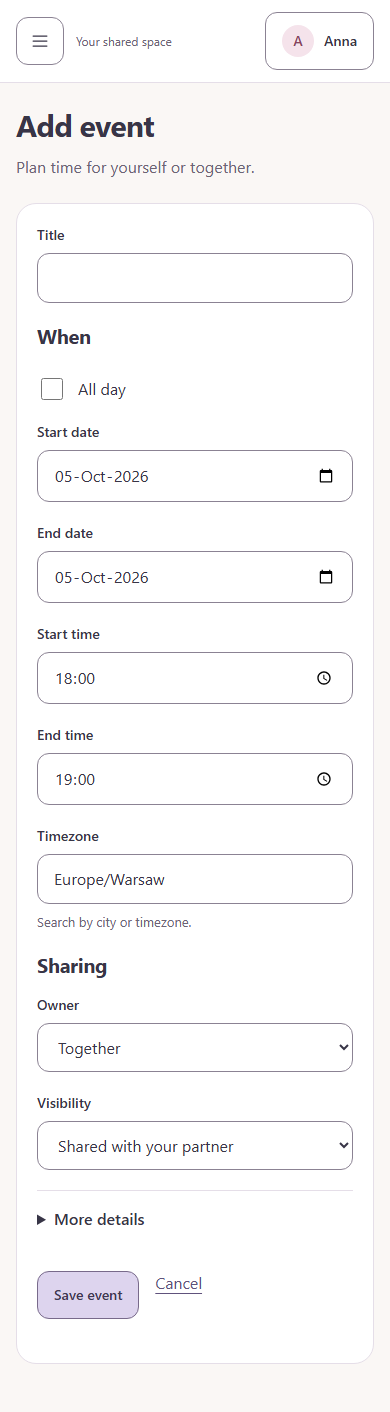 Your shared space
A
Anna
Add event
Plan time for yourself or together.
Title
When
All day
Start date
05-Oct-2026
End date
05-Oct-2026
Start time
18:00
End time
19:00
Timezone
Europe/Warsaw
Search by city or timezone.
Sharing
Owner
Together
Visibility
Shared with your partner
More details
Save event
Cancel